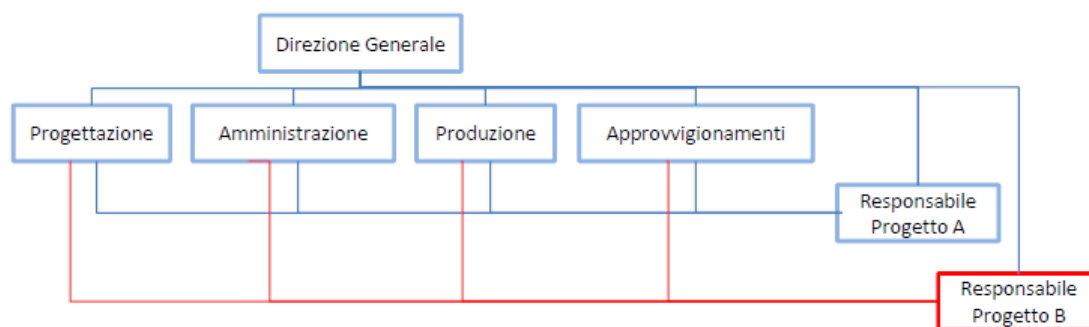 Direzione Generale
Progettazione
Amministrazione
Produzione
Approvvigionamenti
Responsabile
Progetto A
Responsabile
Progetto B